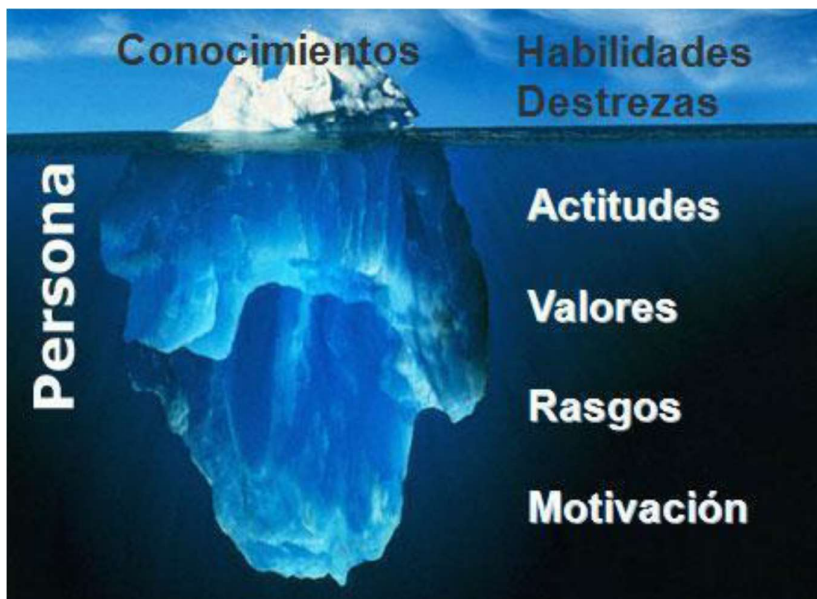 Conocimientos
Habilidades
Destrezas
Persona
Actitudes
Valores
Rasgos
Motivación